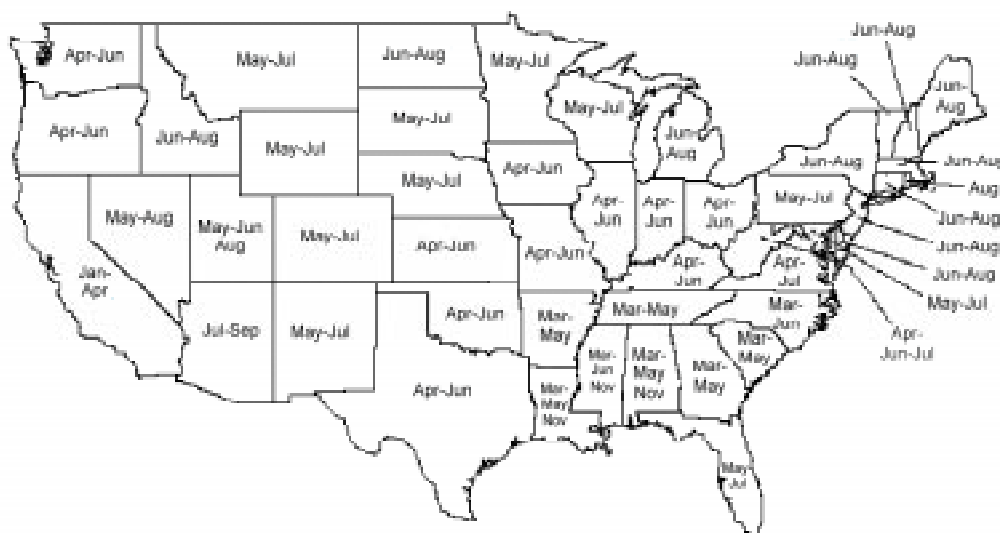 Jun-Aug
Jun-Aug
Apr-Jun
May-Jul
Jun-Aug
May-Jul
Jun-
Aug
May-Jul
May-Jul
Apr-Jun
Jun-Aug
May-Jul
Jun-
Aug
May-Jul
Apr-Jun
Jun-Aug
Jun-Aug
May-Jul
May-Jul
Aug
May-Aug
May-Jun
Aug
May-Jul
Apr-Jun
Apr-Jun
Apr-
Jun
Apr-
Jun
Apr-
Jun
Jun-Aug
Jun-Aug
Jun-Aug
May-Jul
Jan-
Apr
Apr-
Jun
Apr-
Jul
Jul-Sep
May-Jul
Apr-Jun
Mar-
May
Mar-May
Mar-
Jun
Mar-
May
Apr-
Jun-Jul
Apr-Jun
Mar-
May
Nov
Mar-
Jun
Nov
Mar-
May
Nov
Mar-
May
May-
Jul